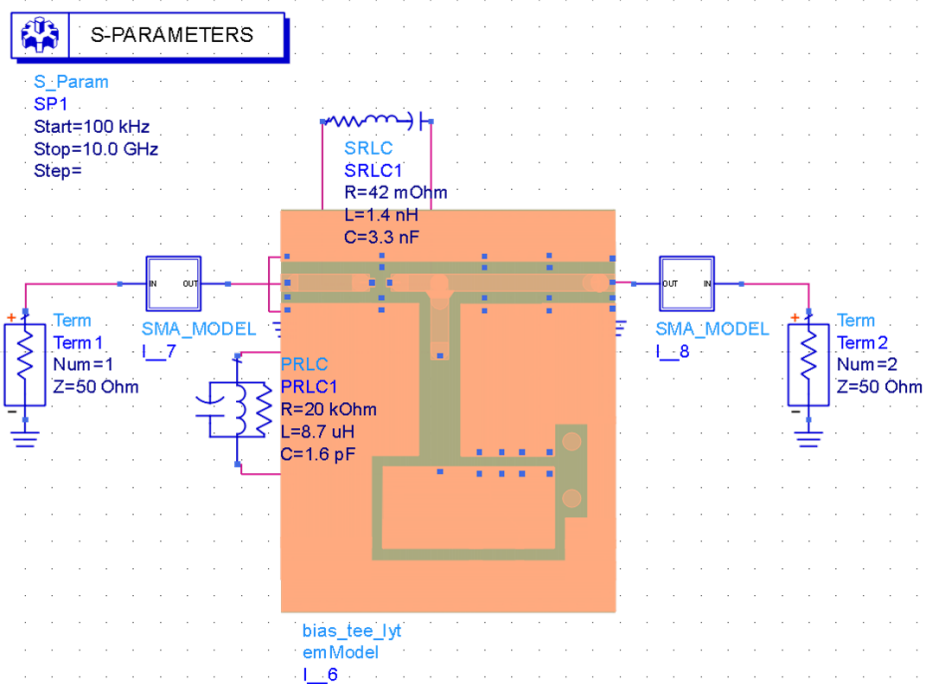 S-PARAMETERS
S_Param
SP1
Start=100 kHz
Stop=10.0 GHz
Step=
SRLC
SRLC1
R=42 mOhm
L=1.4 nH
C=3.3 nF
IN OUT
SMA_MODEL
I__7
OUT IN
SMA_MODEL
I__8
+
Term
Term1
Num=1
Z=50 Ohm
-
+
Term
Term2
Num=2
Z=50 Ohm
-
PRLC
PRLC1
R=20 kOhm
L=8.7 uH
C=1.6 pF
bias_tee_lyt
emModel
I__6